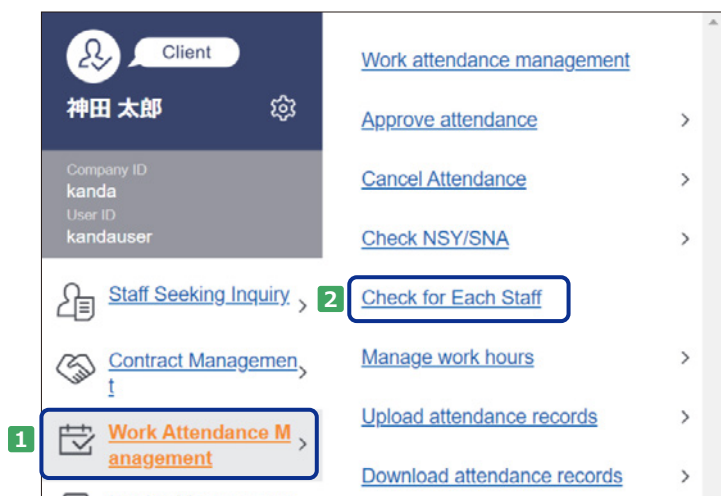 Client
神田 太郎
Company ID
kanda
User ID
kandauser
Staff Seeking Inquiry
Contract Managemen
t
1
Work Attendance M
anagement
Work attendance management
Approve attendance
Cancel Attendance
Check NSY/SNA
2
Check for Each Staff
Manage work hours
Upload attendance records
Download attendance records